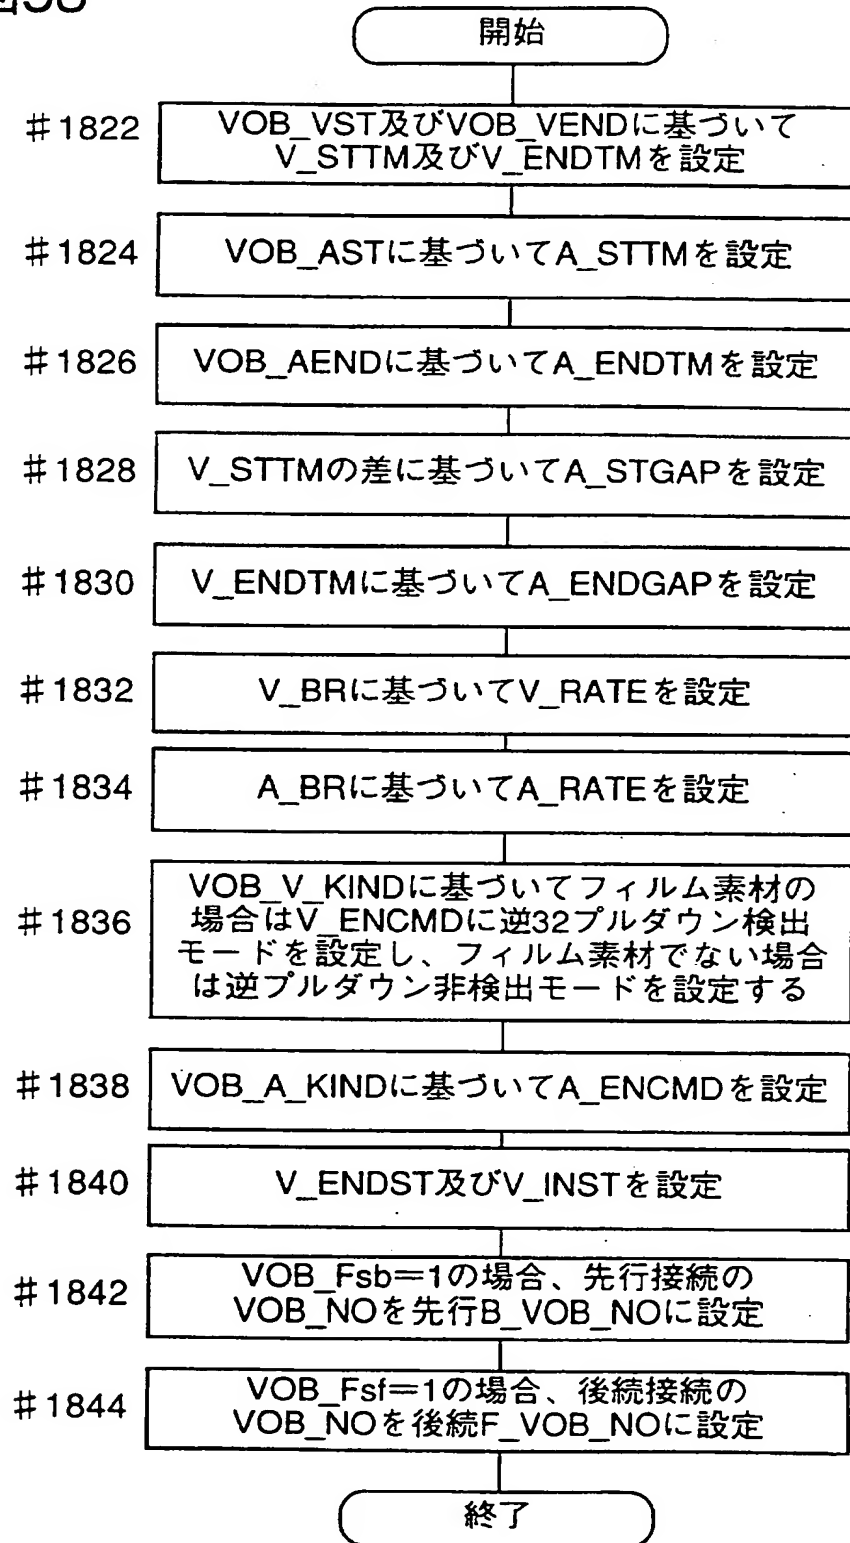 開始
#1822
VOB_VST及びVOB_VENDに基づいて
V_STTM及びV_ENDTMを設定
#1824
VOB_ASTに基づいてA_STTMを設定
#1826
VOB_AENDに基づいてA_ENDTMを設定
#1828
V_STTMの差に基づいてA_STGAPを設定
#1830
V_ENDTMに基づいてA_ENDGAPを設定
#1832
V_BRに基づいてV_RATEを設定
#1834
A_BRに基づいてA_RATEを設定
#1836
VOB_V_KINDに基づいてフィルム素材の
場合はV_ENCMDに逆32プルダウン検出
モードを設定し、フィルム素材でない場合
は逆プルダウン非検出モードを設定する
#1838
VOB_A_KINDに基づいてA_ENCMDを設定
#1840
V_ENDST及びV_INSTを設定
#1842
VOB_Fsb=1の場合、先行接続の
VOB_NOを先行B_VOB_NOに設定
#1844
VOB_Fsf=1の場合、後続接続の
VOB_NOを後続F_VOB_NOに設定
終了